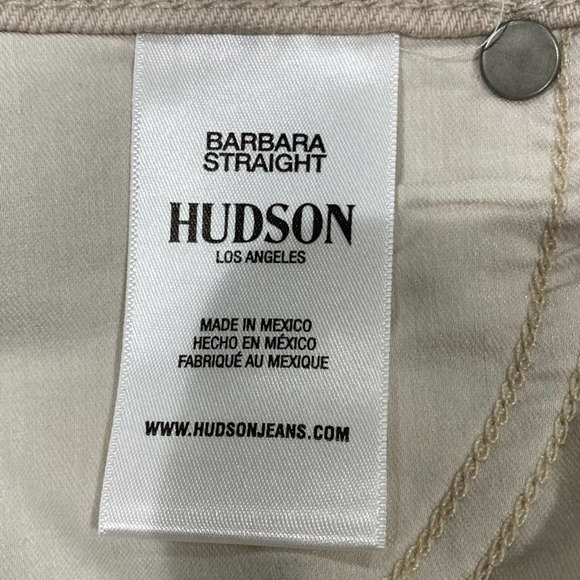 BARBARA
STRAIGHT
HUDSON
LOS ANGELES
MADE IN MEXICO
HECHO EN MÉXICO
FABRIQUÉ AU MEXIQUE
WWW.HUDSONJEANS.COM